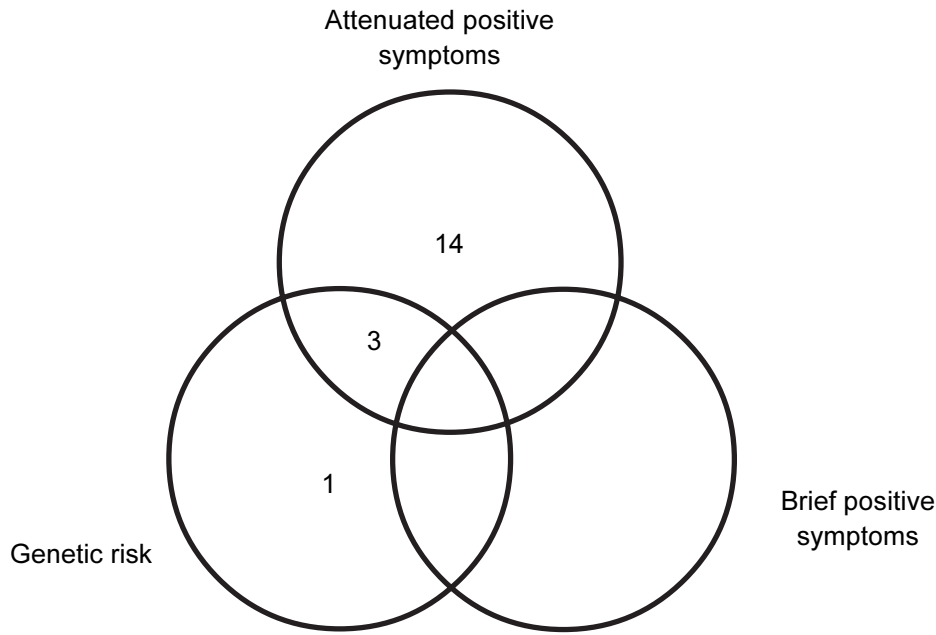 Attenuated positive
symptoms
14
3
1
Brief positive
symptoms
Genetic risk